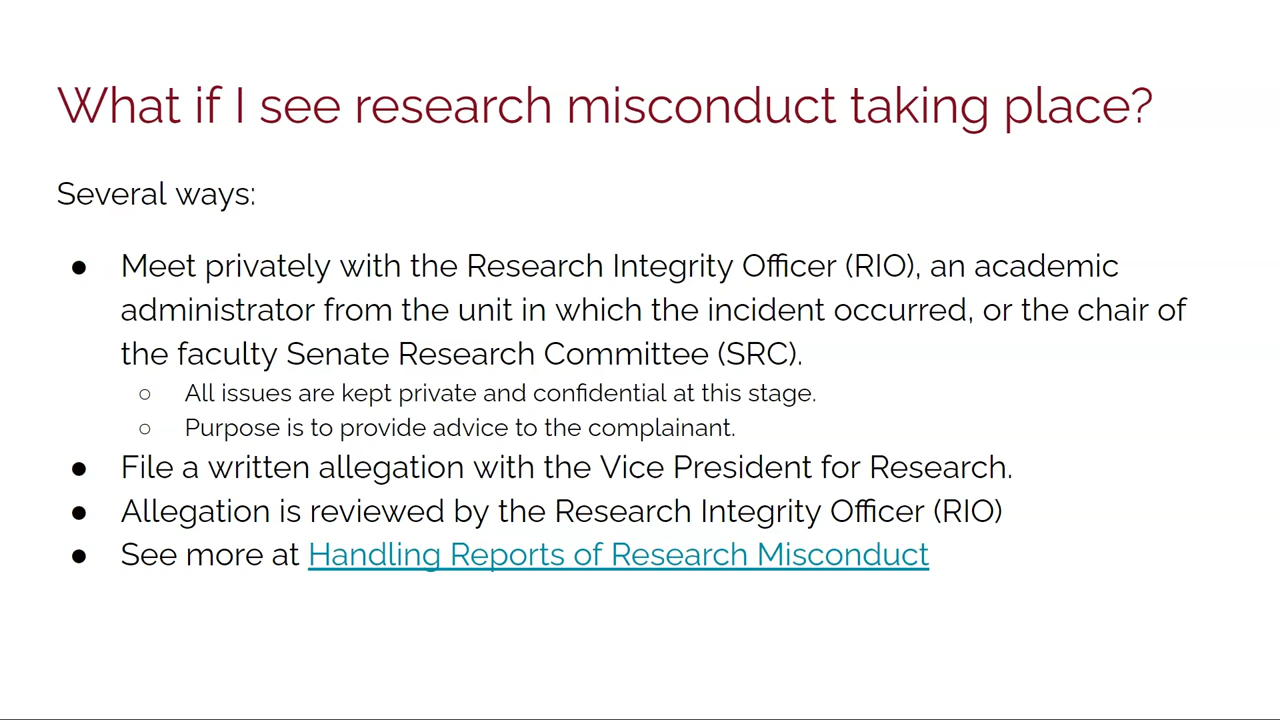 What if I see research misconduct taking place?
Several ways:
● Meet privately with the Research Integrity Officer (RIO), an academic
administrator from the unit in which the incident occurred, or the chair of
the faculty Senate Research Committee (SRC).
○ All issues are kept private and confidential at this stage.
○ Purpose is to provide advice to the complainant.
● File a written allegation with the Vice President for Research.
● Allegation is reviewed by the Research Integrity Officer (RIO)
● See more at Handling Reports of Research Misconduct